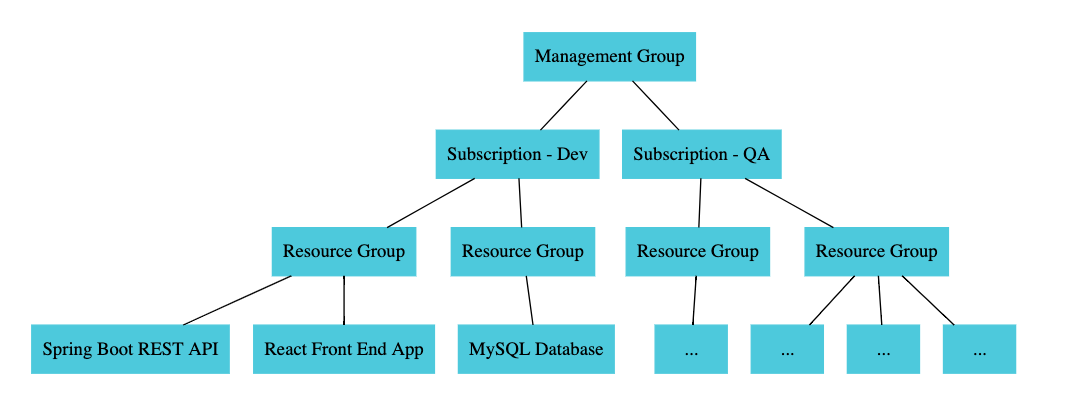 Management Group
Subscription - Dev
Subscription - QA
Resource Group
Resource Group
Resource Group
Resource Group
Spring Boot REST API
React Front End App
MySQL Database
...
...
...
...